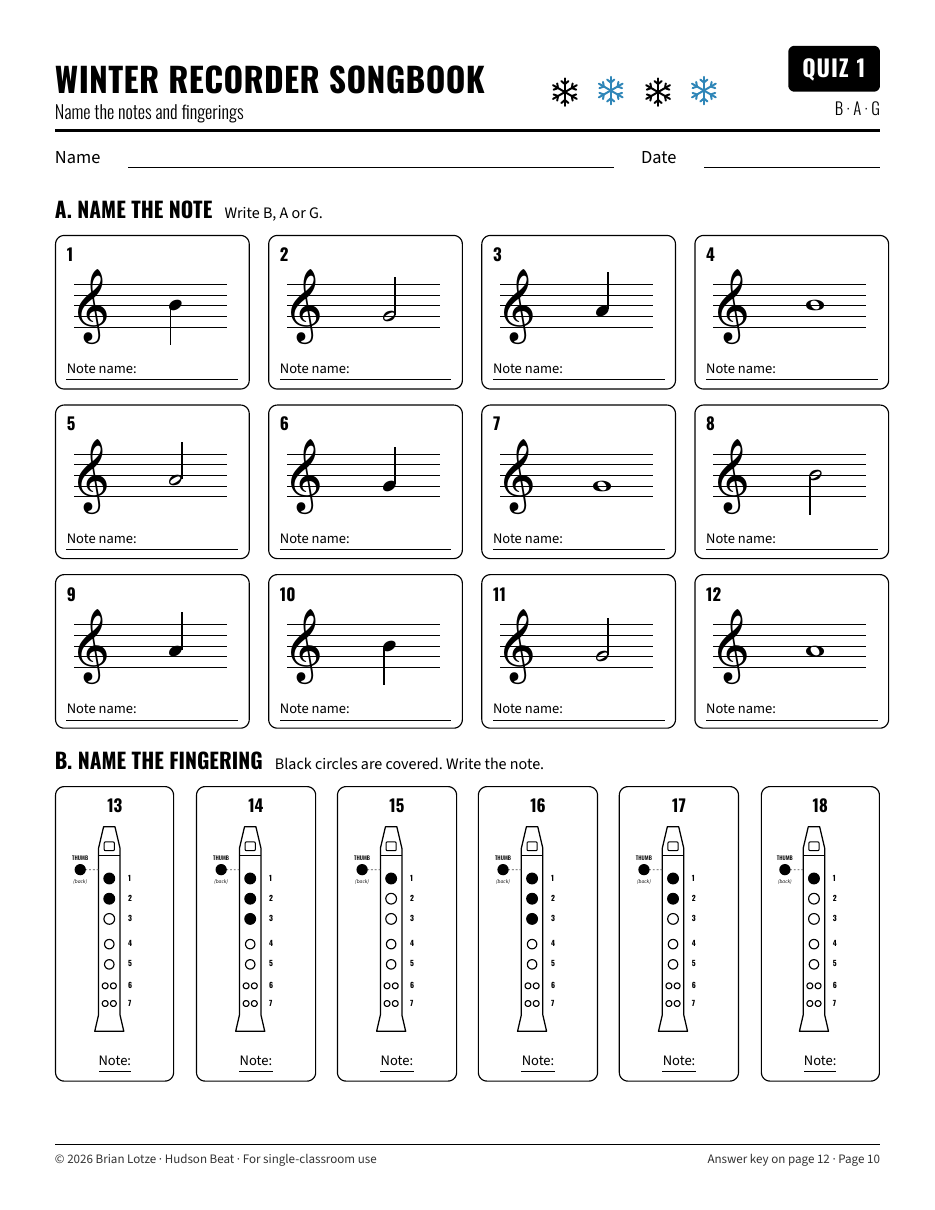 WINTER RECORDER SONGBOOK
QUIZ 1
Name the notes and fingerings
B · A · G
Name
Date
A. NAME THE NOTE Write B, A or G.
1 2 3 4
Note name: Note name: Note name: Note name:
5 6 7 8
Note name: Note name: Note name: Note name:
9 10 11 12
Note name: Note name: Note name: Note name:
B. NAME THE FINGERING Black circles are covered. Write the note.
13 14 15 16 17 18
THUMB THUMB THUMB THUMB THUMB THUMB
1 1 1 1 1 1
(back) (back) (back) (back) (back) (back)
2 2 2 2 2 2
3 3 3 3 3 3
4 4 4 4 4 4
5 5 5 5 5 5
6 6 6 6 6 6
7 7 7 7 7 7
Note: Note: Note: Note: Note: Note:
© 2026 Brian Lotze · Hudson Beat · For single-classroom use
Answer key on page 12 · Page 10